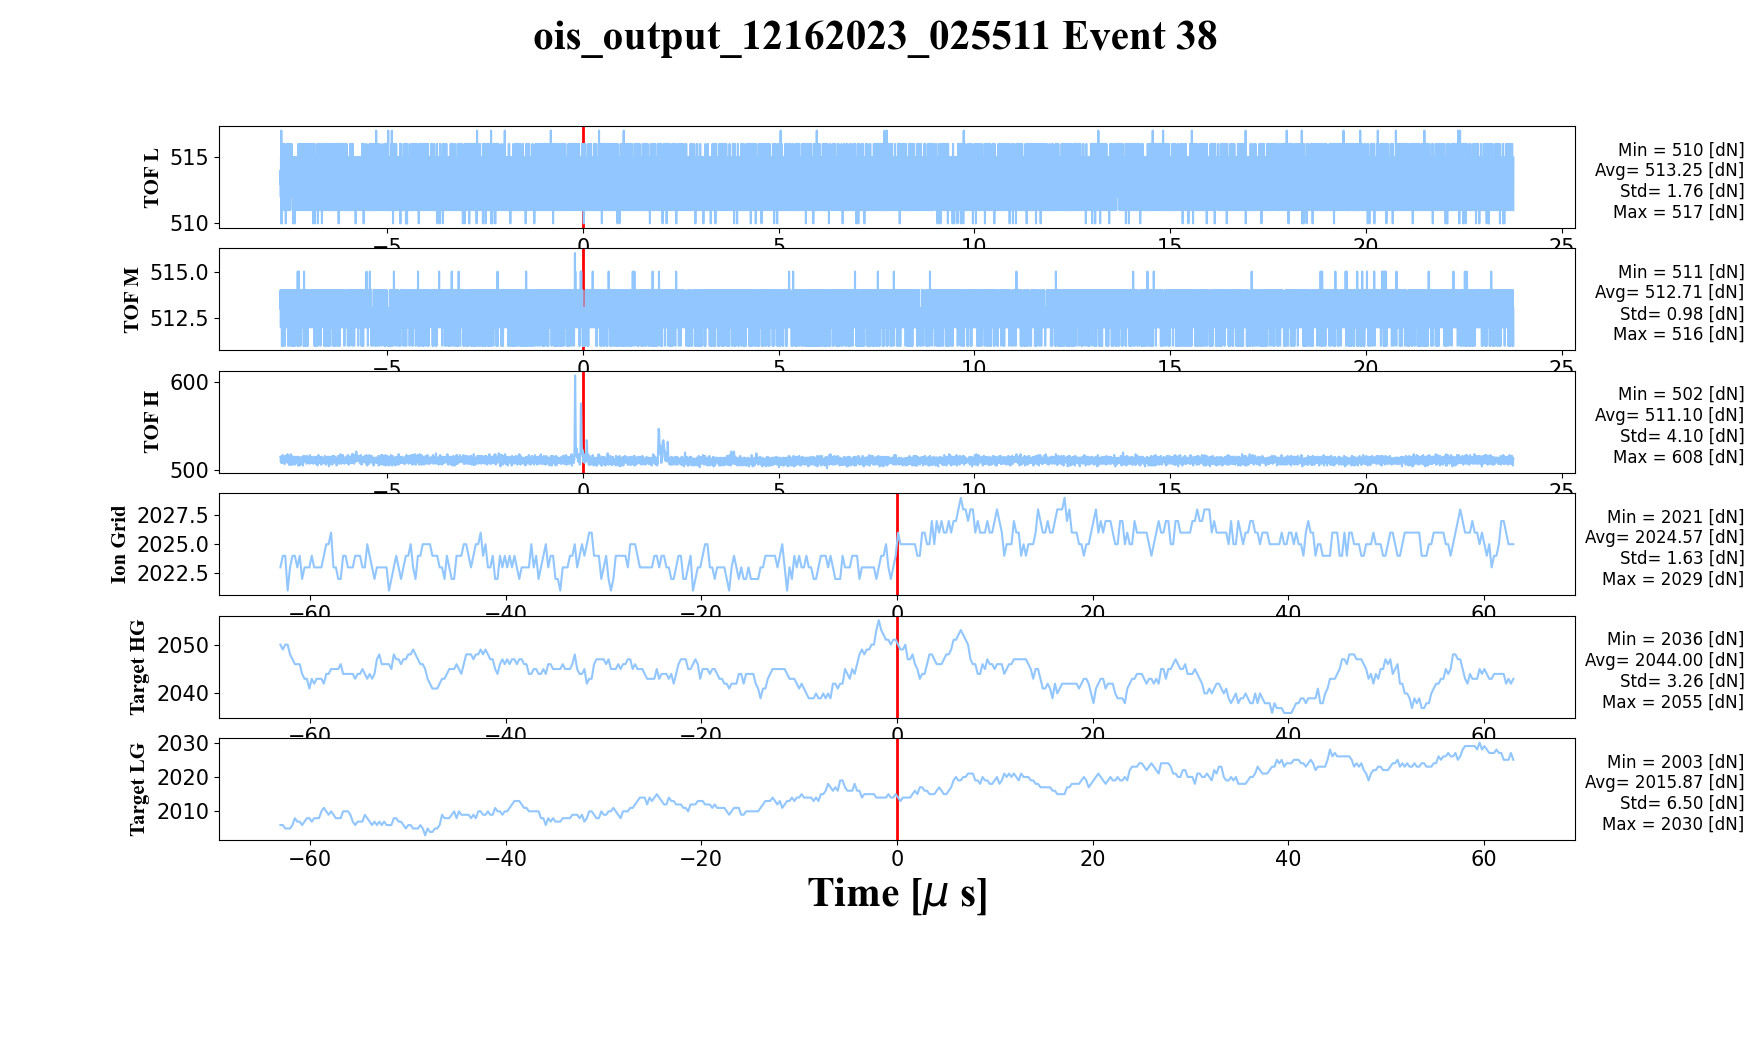 ois_output_12162023_025511 Event 38
TOF L
515
510
Min = 510 [dN]
Avg= 513.25 [dN]
Std= 1.76 [dN]
Max = 517 [dN]
−5 0 5 10 15 20 25
TOF M
515.0
512.5
Min = 511 [dN]
Avg= 512.71 [dN]
Std= 0.98 [dN]
Max = 516 [dN]
−5 0 5 10 15 20 25
TOF H
600
500
Min = 502 [dN]
Avg= 511.10 [dN]
Std= 4.10 [dN]
Max = 608 [dN]
−5 0 5 10 15 20 25
Ion Grid
2027.5
2025.0
2022.5
Min = 2021 [dN]
Avg= 2024.57 [dN]
Std= 1.63 [dN]
Max = 2029 [dN]
−60 −40 −20 0 20 40 60
Target HG
2050
2040
Min = 2036 [dN]
Avg= 2044.00 [dN]
Std= 3.26 [dN]
Max = 2055 [dN]
−60 −40 −20 0 20 40 60
Target LG
2030
2020
2010
Min = 2003 [dN]
Avg= 2015.87 [dN]
Std= 6.50 [dN]
Max = 2030 [dN]
−60 −40 −20 0 20 40 60
Time [μ s]